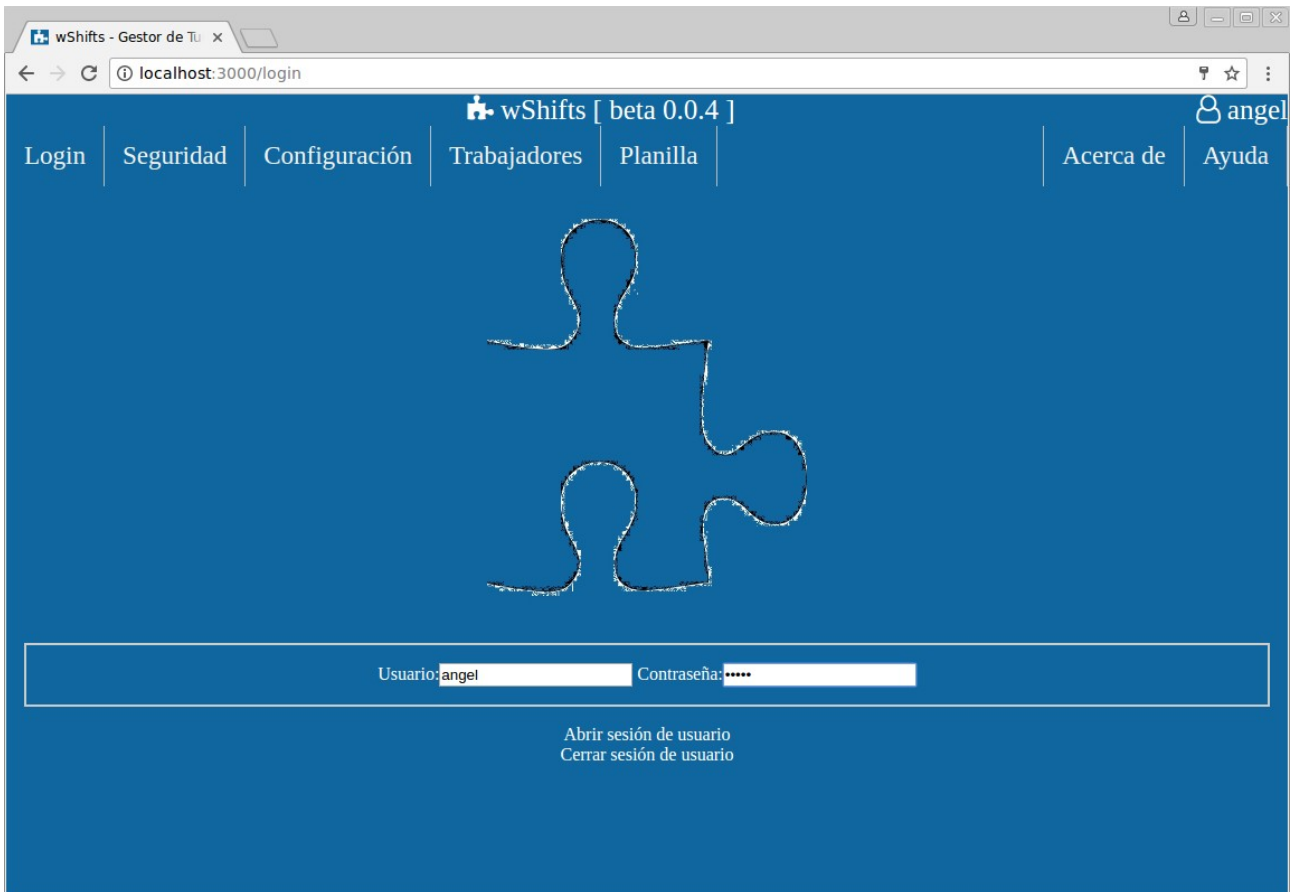 wShifts - Gestor de Tu
localhost:3000/login
wShifts [ beta 0.0.4 ]
angel
Login Seguridad Configuración Trabajadores Planilla Acerca de Ayuda
Usuario: angel Contraseña: •••••
Abrir sesión de usuario
Cerrar sesión de usuario